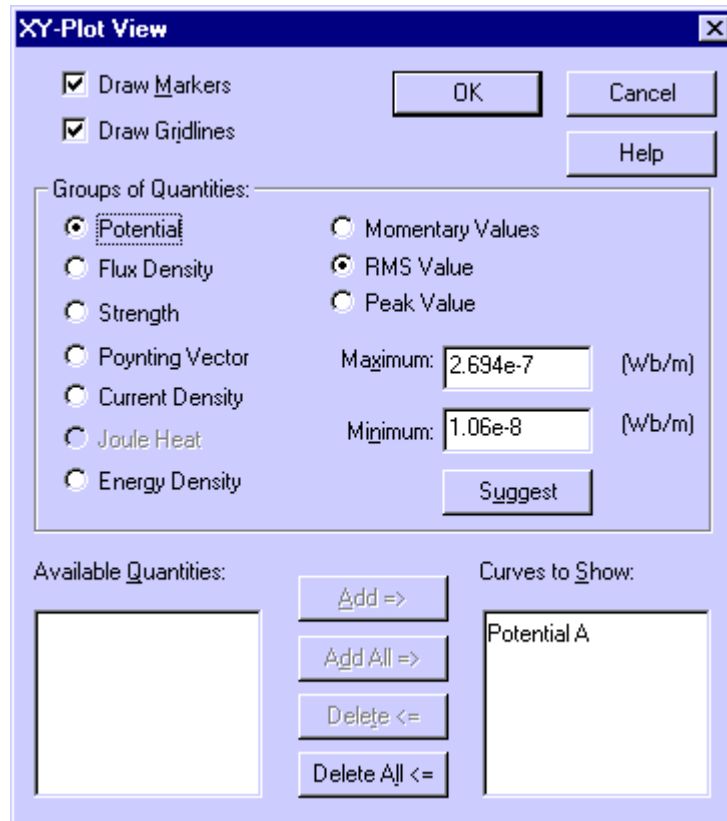 XY-Plot View
Draw Markers
OK
Cancel
Draw Gridlines
Help
Groups of Quantities:
Potential
Momentary Values
Flux Density
RMS Value
Strength
Peak Value
Poynting Vector
Maximum: 2.694e-7 (Wb/m)
Current Density
Minimum: 1.06e-8 (Wb/m)
Joule Heat
Energy Density
Suggest
Available Quantities:
Curves to Show:
Add =>
Potential A
Add All =>
Delete <=
Delete All <=